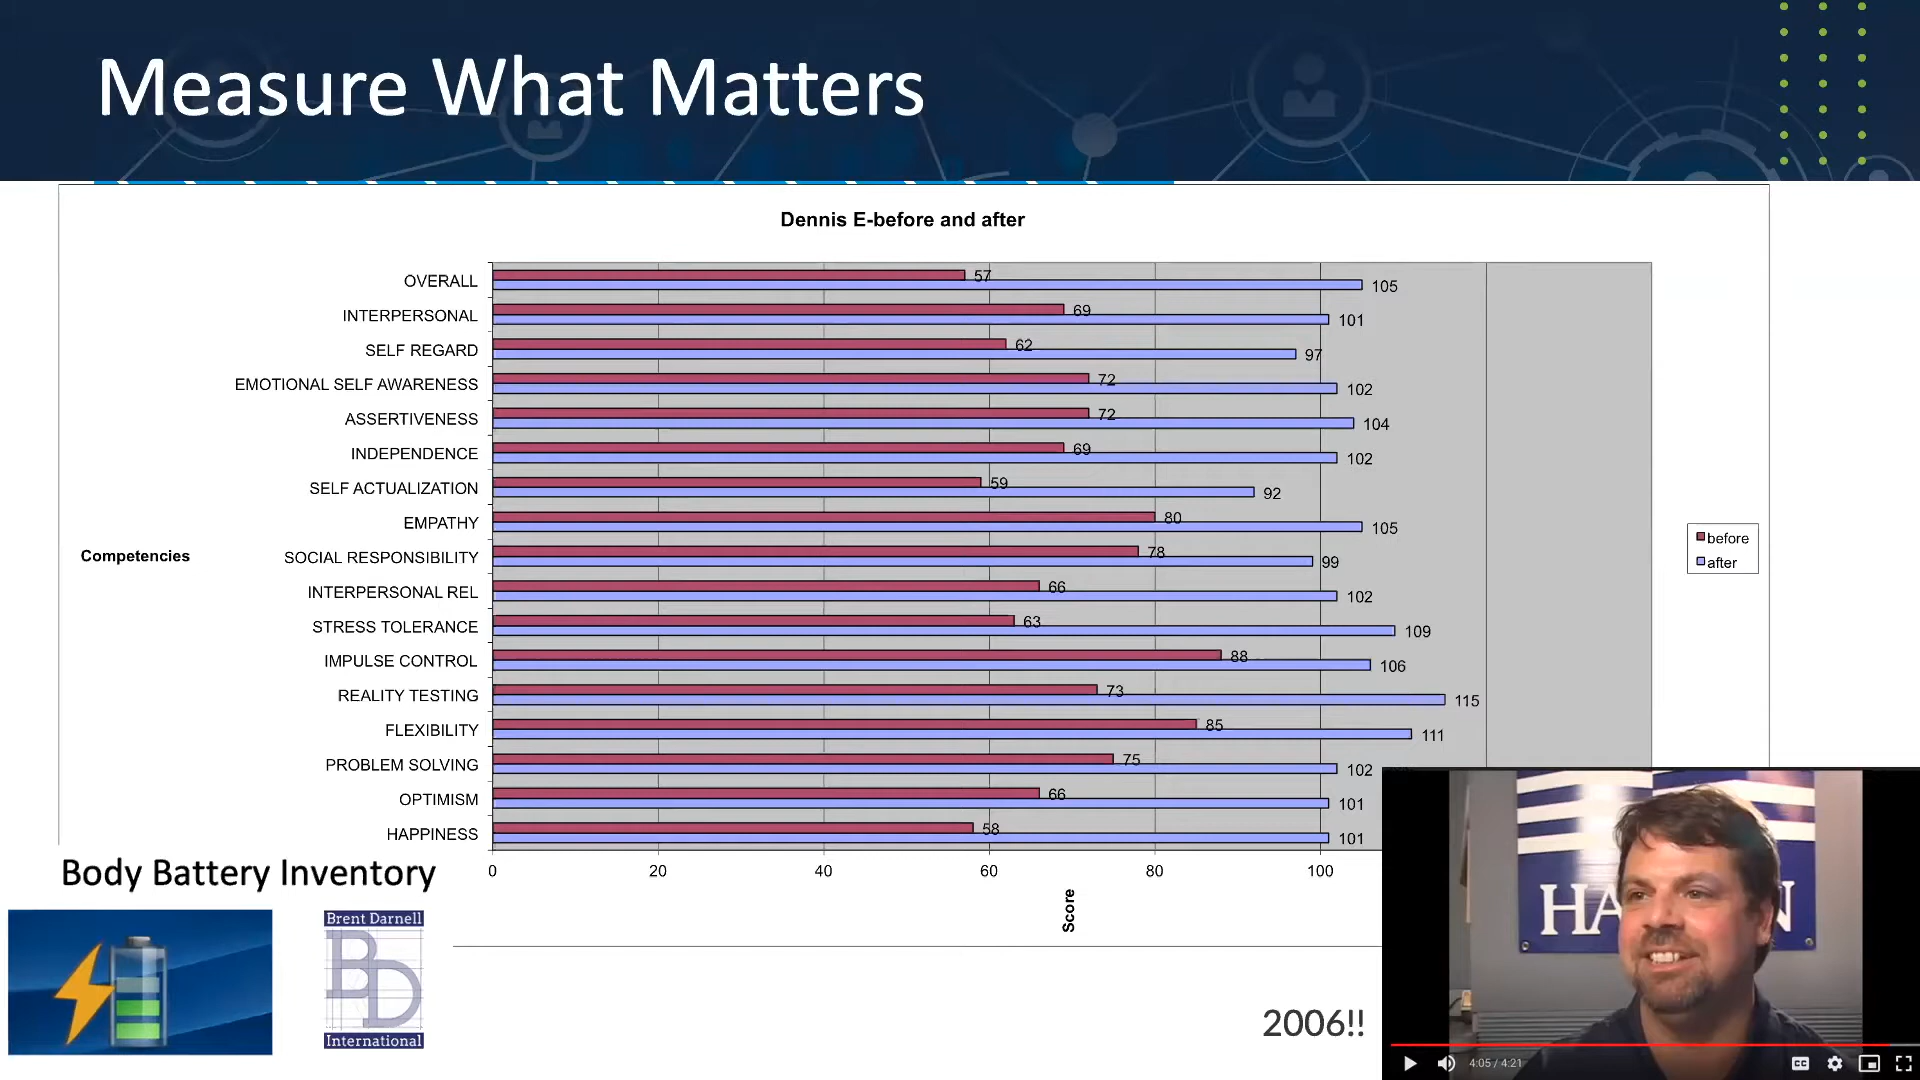 Measure What Matters
Dennis E-before and after
OVERALL 57 105
INTERPERSONAL 69 101
SELF REGARD 62 97
EMOTIONAL SELF AWARENESS 72 102
ASSERTIVENESS 72 104
INDEPENDENCE 69 102
SELF ACTUALIZATION 59 92
EMPATHY 80 105
Competencies
SOCIAL RESPONSIBILITY 78 99
INTERPERSONAL REL 66 102
STRESS TOLERANCE 63 109
IMPULSE CONTROL 88 106
REALITY TESTING 73 115
FLEXIBILITY 85 111
PROBLEM SOLVING 75 102
OPTIMISM 66 101
HAPPINESS 58 101
before
after
0 20 40 60 80 100
Score
Body Battery Inventory
Brent Darnell
BD
International
2006!!
4:05 / 4:21
CC